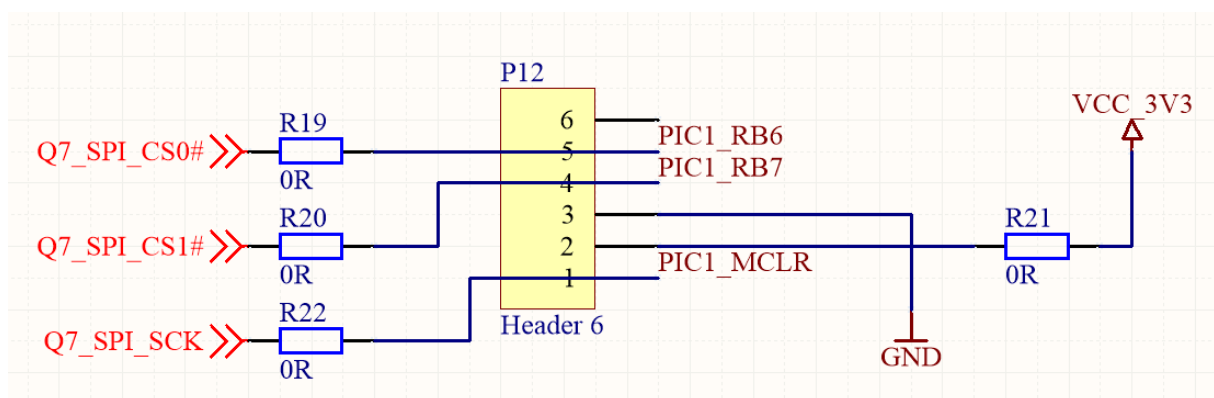 P12
VCC_3V3
R19
6
PIC1_RB6
Q7_SPI_CS0#
5
0R
PIC1_RB7
4
R20
3
R21
Q7_SPI_CS1#
2
PIC1_MCLR
0R
1
0R
R22
Header 6
Q7_SPI_SCK
GND
0R